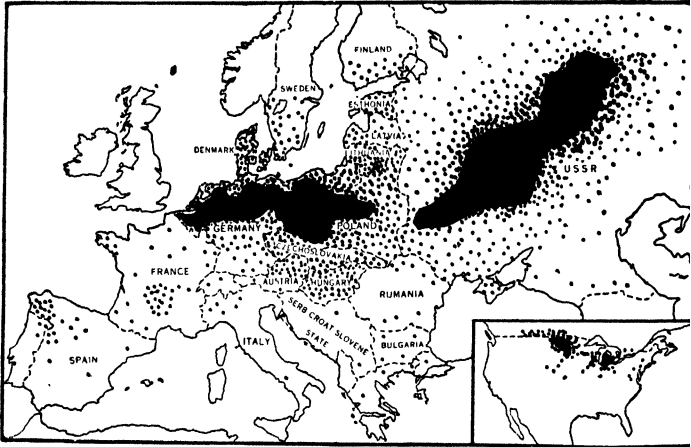 FINLAND
SWEDEN
ESTHONIA
LATVIA
DENMARK
LITHUANIA
USSR
GERMANY
POLAND
CZECHOSLOVAKIA
FRANCE
AUSTRIA
HUNGARY
RUMANIA
SERB CROAT SLOVENE
STATE
ITALY
BULGARIA
SPAIN